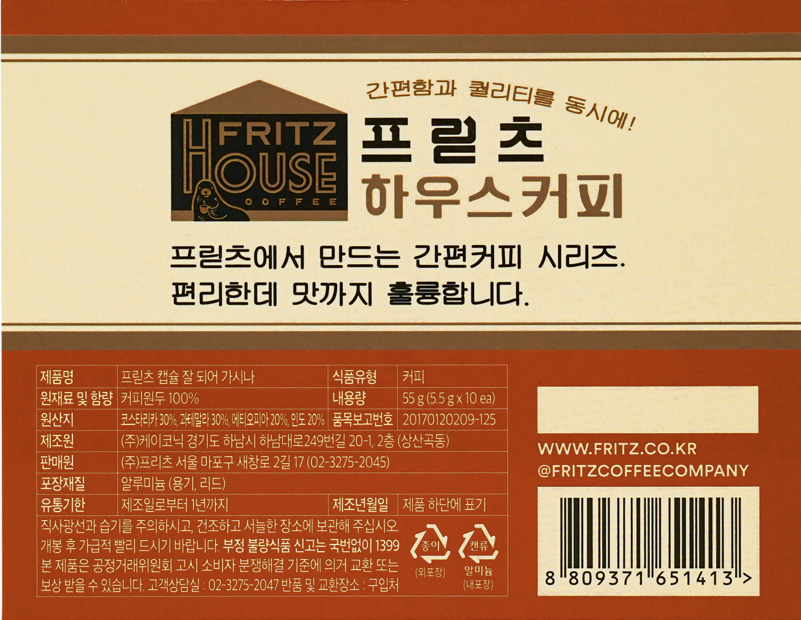 간편함과 퀄리티를 동시에!
FRITZ
HOUSE
COFFEE
프릳츠
하우스커피
프릳츠에서 만드는 간편커피 시리즈.
편리한데 맛까지 훌륭합니다.
제품명 프릳츠 캡슐 잘 되어 가시나 식품유형 커피
원재료 및 함량 커피원두 100% 내용량 55 g (5.5 g x 10 ea)
원산지 코스타리카 30%, 과테말라 30%, 에티오피아 20%, 인도 20% 품목보고번호 20170120209-125
제조원 (주)케이코닉 경기도 하남시 하남대로249번길 20-1, 2층 (상산곡동)
판매원 (주)프리츠 서울 마포구 새창로 2길 17 (02-3275-2045)
포장재질 알루미늄 (용기, 리드)
유통기한 제조일로부터 1년까지 제조년월일 제품 하단에 표기
직사광선과 습기를 주의하시고, 건조하고 서늘한 장소에 보관해 주십시오.
개봉 후 가급적 빨리 드시기 바랍니다. 부정 불량식품 신고는 국번없이 1399
본 제품은 공정거래위원회 고시 소비자 분쟁해결 기준에 의거 교환 또는
보상 받을 수 있습니다. 고객상담실 : 02-3275-2047 반품 및 교환장소 : 구입처
종이
(외포장)
캔류
알미늄
(내포장)
WWW.FRITZ.CO.KR
@FRITZCOFFEECOMPANY
8 809371 651413 >